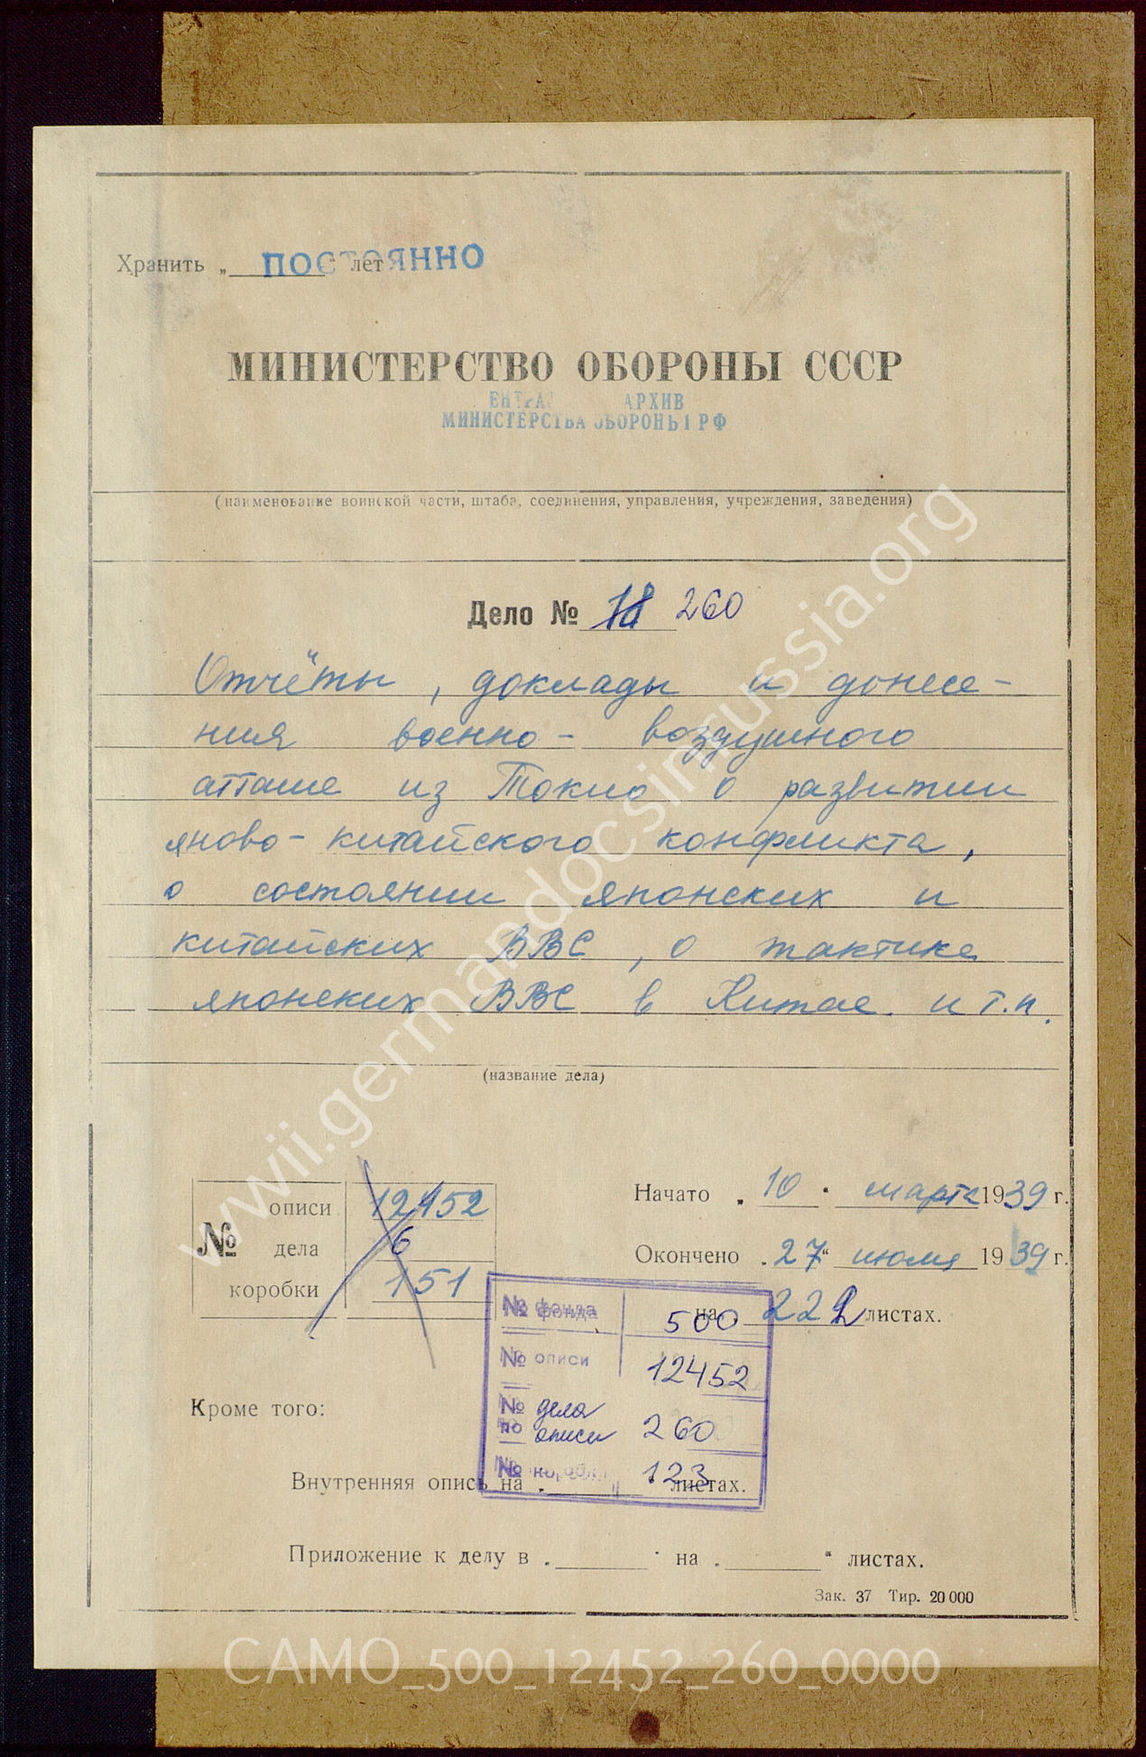 Хранить „ ПОСТОЯННО " лет
МИНИСТЕРСТВО ОБОРОНЫ СССР
АРХИВ
МИНИСТЕРСТВА ОБОРОНЫ РФ
(наименование воинской части, штаба, соединения, управления, учреждения, заведения)
Дело № 260
Отчёты, доклады и донесе-
ния военно-воздушного
атташе из Токио о развитии
японо-китайского конфликта,
о состоянии японских и
китайских ВВС, о тактике
японских ВВС в Китае. и т.п.
(название дела)
№
описи 12452
дела 6
коробки 151
Начато „10" марта 1939 г.
Окончено „27" июля 1939 г.
на 222 листах.
№ фонда 500
№ описи 12452
№ дела по описи 260
№ коробки 123
Кроме того:
Внутренняя опись на листах.
Приложение к делу в на листах.
Зак. 37 Тир. 20 000
wwii.germandocsinrussia.org
CAMO_500_12452_260_0000